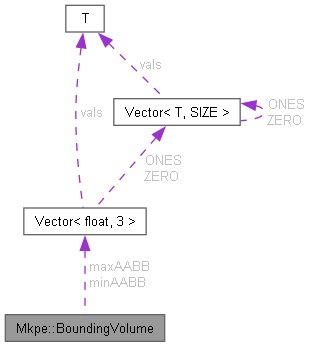 T
vals
Vector< T, SIZE >
ONES
ZERO
vals
ONES
ZERO
Vector< float, 3 >
maxAABB
minAABB
Mkpe::BoundingVolume